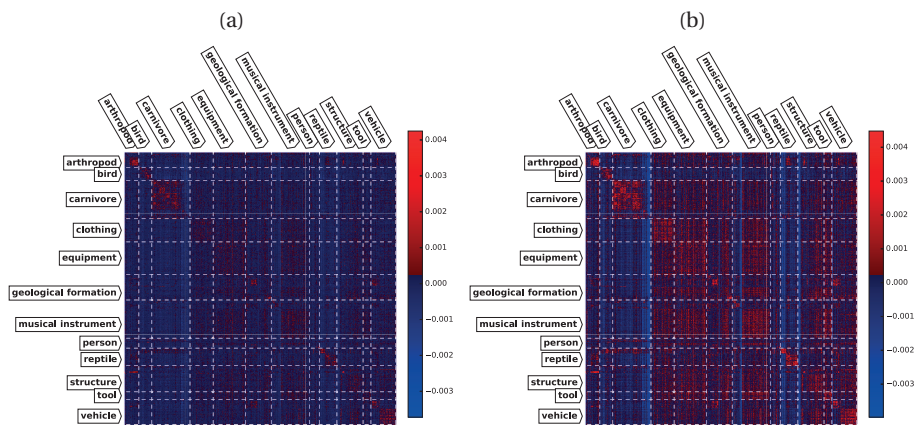 (a)
(b)
arthropod
bird
carnivore
clothing
equipment
geological formation
musical instrument
person
reptile
structure
tool
vehicle
arthropod
bird
carnivore
clothing
equipment
geological formation
musical instrument
person
reptile
structure
tool
vehicle
0.004
0.003
0.002
0.001
0.000
−0.001
−0.002
−0.003
arthropod
bird
carnivore
clothing
equipment
geological formation
musical instrument
person
reptile
structure
tool
vehicle
arthropod
bird
carnivore
clothing
equipment
geological formation
musical instrument
person
reptile
structure
tool
vehicle
0.004
0.003
0.002
0.001
0.000
−0.001
−0.002
−0.003